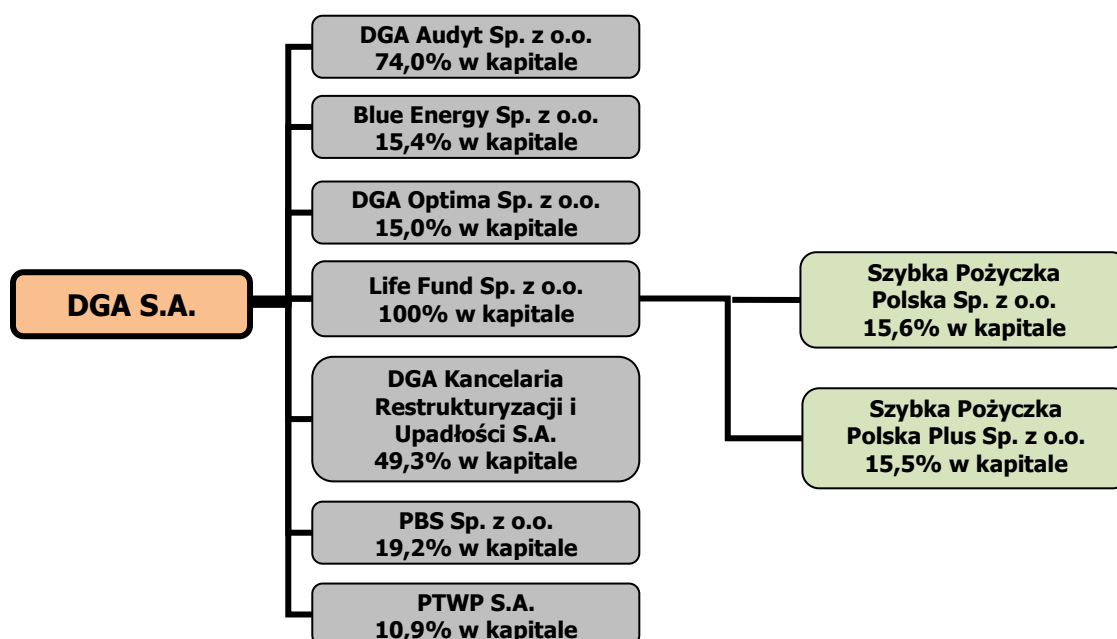 DGA S.A.
DGA Audyt Sp. z o.o.
74,0% w kapitale
Blue Energy Sp. z o.o.
15,4% w kapitale
DGA Optima Sp. z o.o.
15,0% w kapitale
Life Fund Sp. z o.o.
100% w kapitale
DGA Kancelaria
Restrukturyzacji i
Upadłości S.A.
49,3% w kapitale
PBS Sp. z o.o.
19,2% w kapitale
PTWP S.A.
10,9% w kapitale
Szybka Pożyczka
Polska Sp. z o.o.
15,6% w kapitale
Szybka Pożyczka
Polska Plus Sp. z o.o.
15,5% w kapitale